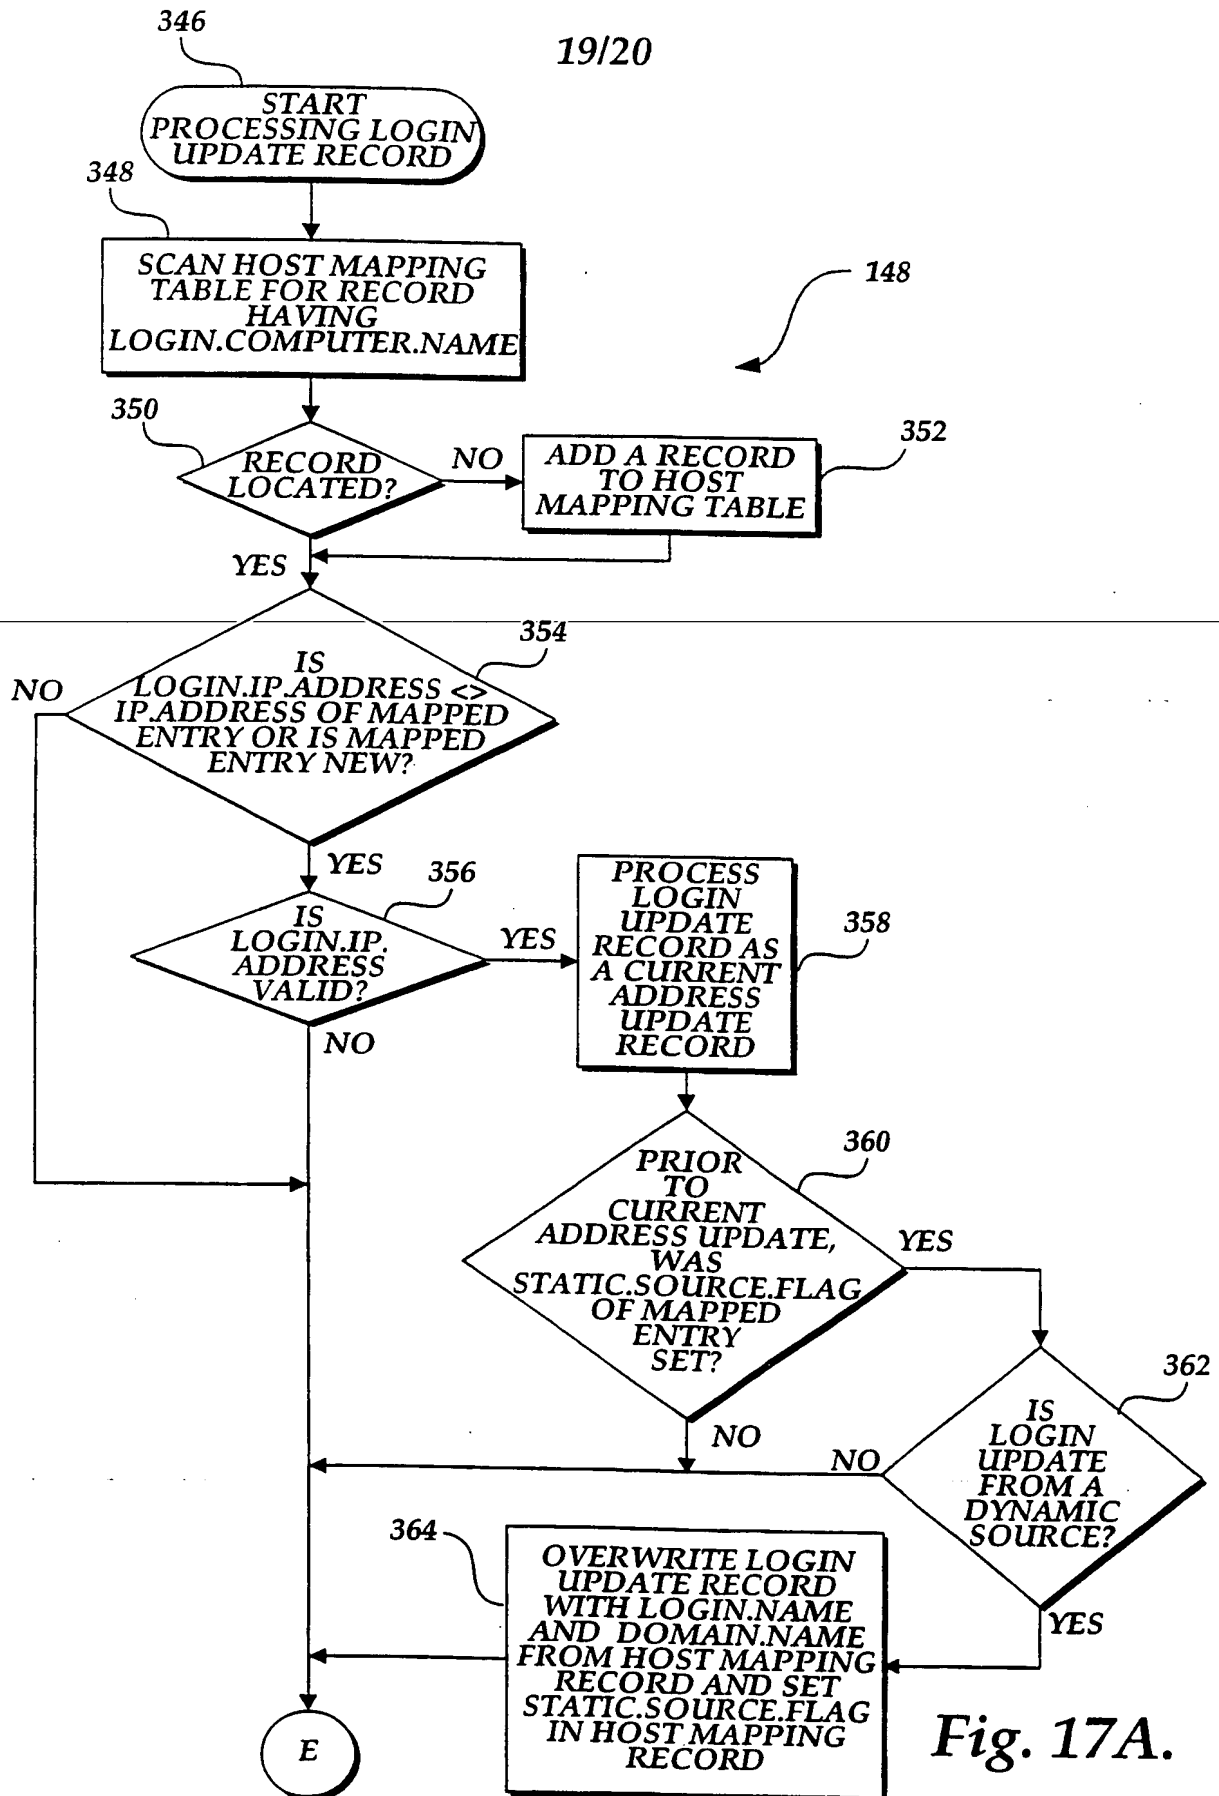 346
19/20
START
PROCESSING LOGIN
UPDATE RECORD
348
SCAN HOST MAPPING
TABLE FOR RECORD
HAVING
LOGIN.COMPUTER.NAME
148
350
RECORD
LOCATED?
NO
352
ADD A RECORD
TO HOST
MAPPING TABLE
YES
354
IS
LOGIN.IP.ADDRESS <>
IP.ADDRESS OF MAPPED
ENTRY OR IS MAPPED
ENTRY NEW?
NO
YES
356
IS
LOGIN.IP.
ADDRESS
VALID?
YES
NO
358
PROCESS
LOGIN
UPDATE
RECORD AS
A CURRENT
ADDRESS
UPDATE
RECORD
360
PRIOR
TO
CURRENT
ADDRESS UPDATE,
WAS
STATIC.SOURCE.FLAG
OF MAPPED
ENTRY
SET?
YES
NO
362
IS
LOGIN
UPDATE
FROM A
DYNAMIC
SOURCE?
NO
YES
364
OVERWRITE LOGIN
UPDATE RECORD
WITH LOGIN.NAME
AND DOMAIN.NAME
FROM HOST MAPPING
RECORD AND SET
STATIC.SOURCE.FLAG
IN HOST MAPPING
RECORD
E
Fig. 17A.